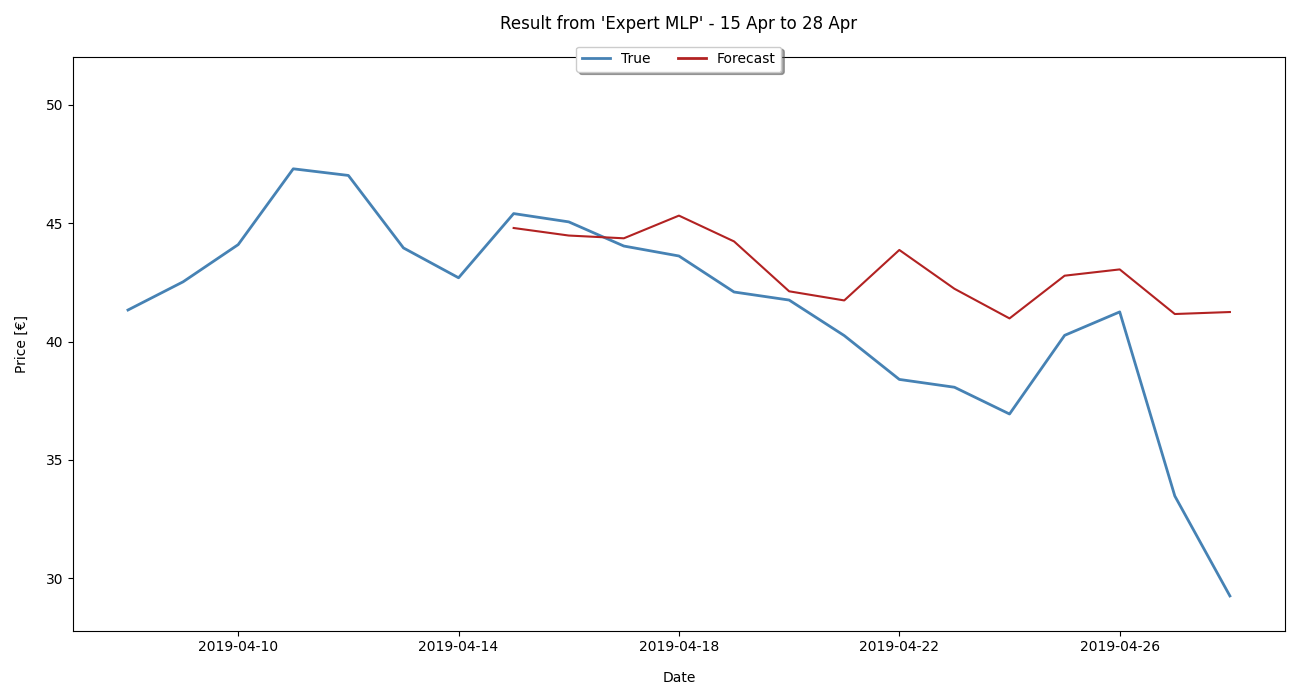 Result from 'Expert MLP' - 15 Apr to 28 Apr
True Forecast
Price [€]
50
45
40
35
30
2019-04-10 2019-04-14 2019-04-18 2019-04-22 2019-04-26
Date